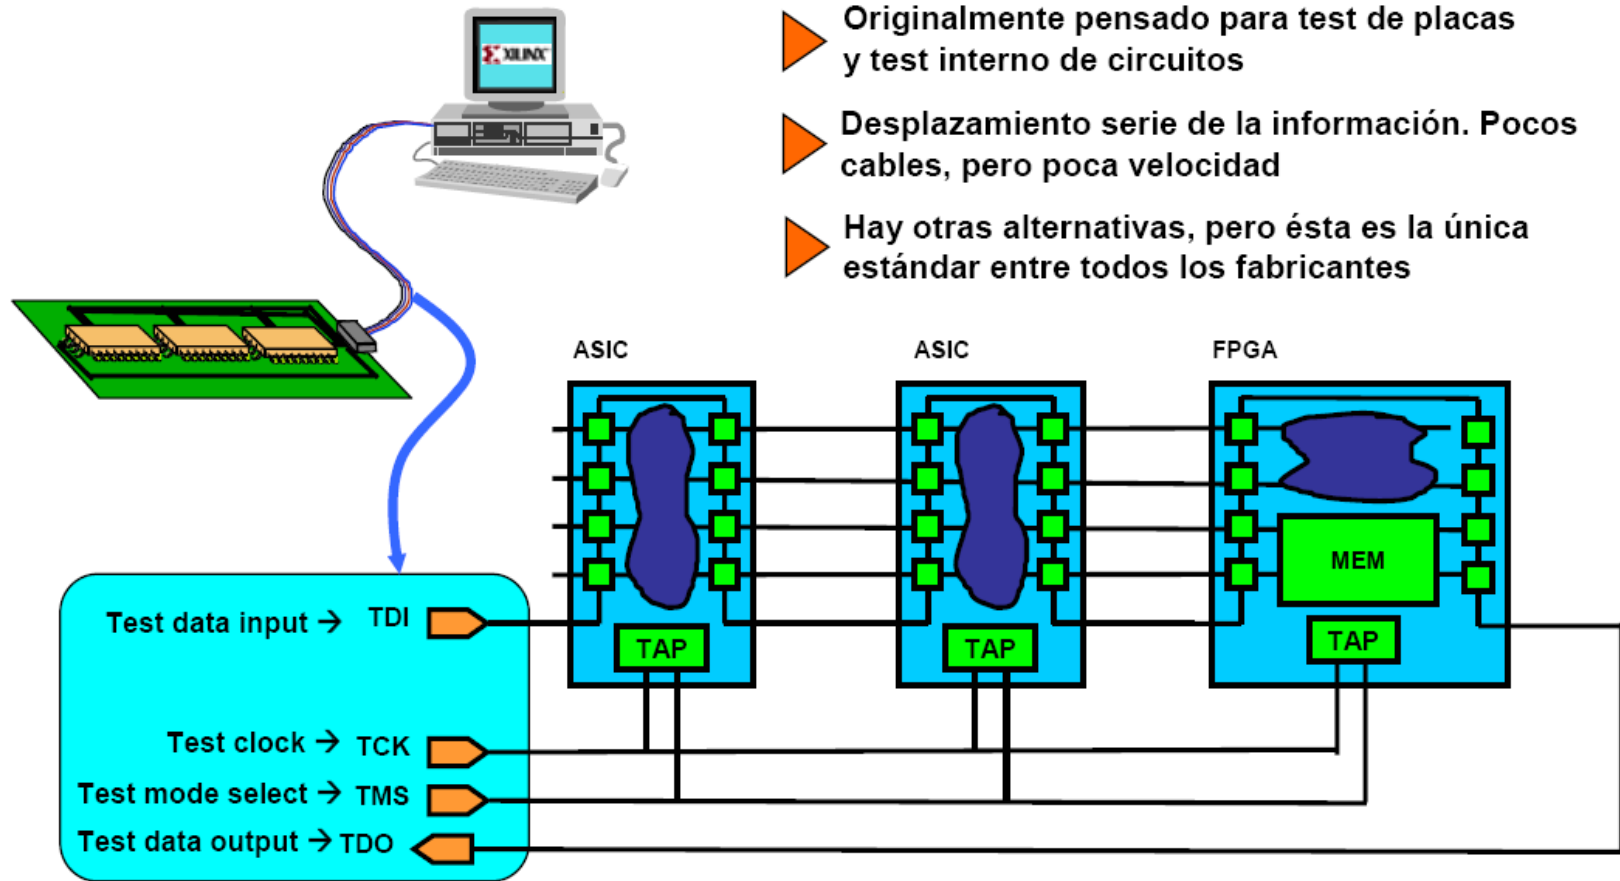 Originalmente pensado para test de placas
y test interno de circuitos
Desplazamiento serie de la información. Pocos
cables, pero poca velocidad
Hay otras alternativas, pero ésta es la única
estándar entre todos los fabricantes
XILINX
ASIC
ASIC
FPGA
MEM
TAP
TAP
TAP
Test data input → TDI
Test clock → TCK
Test mode select → TMS
Test data output → TDO